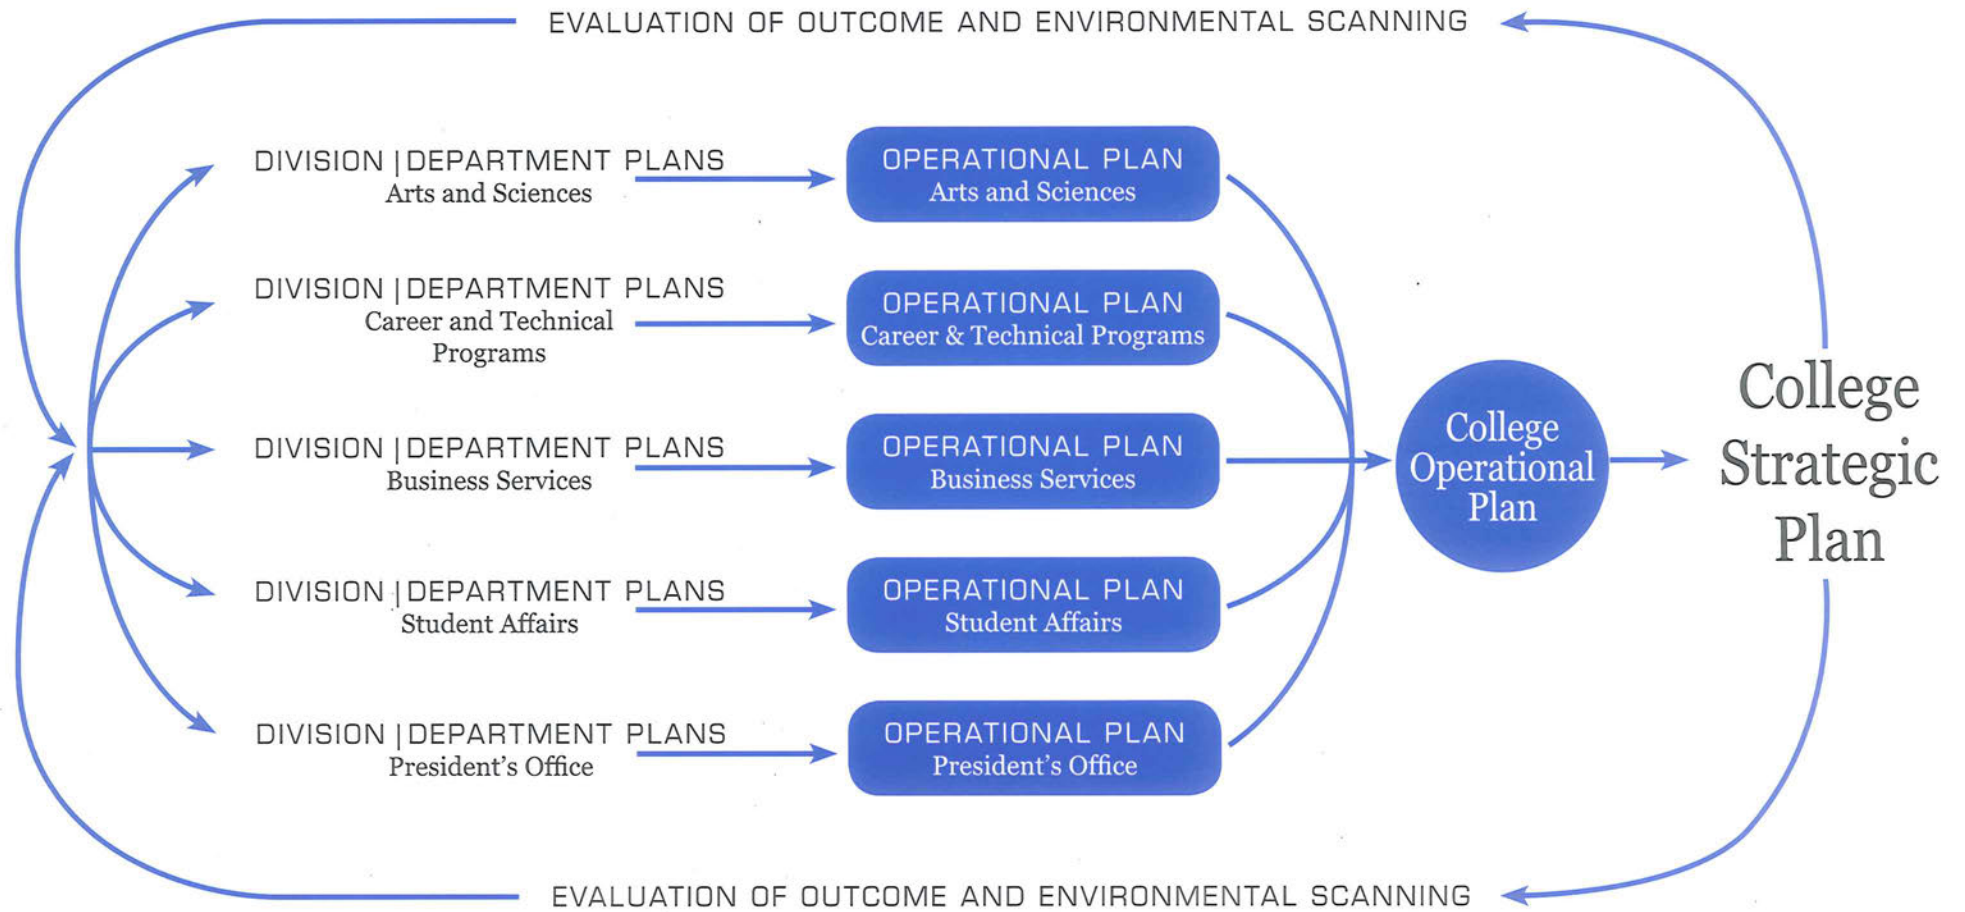 EVALUATION OF OUTCOME AND ENVIRONMENTAL SCANNING
DIVISION | DEPARTMENT PLANS
Arts and Sciences
OPERATIONAL PLAN
Arts and Sciences
DIVISION | DEPARTMENT PLANS
Career and Technical
Programs
OPERATIONAL PLAN
Career & Technical Programs
DIVISION | DEPARTMENT PLANS
Business Services
OPERATIONAL PLAN
Business Services
DIVISION | DEPARTMENT PLANS
Student Affairs
OPERATIONAL PLAN
Student Affairs
DIVISION | DEPARTMENT PLANS
President's Office
OPERATIONAL PLAN
President's Office
College
Operational
Plan
College
Strategic
Plan
EVALUATION OF OUTCOME AND ENVIRONMENTAL SCANNING